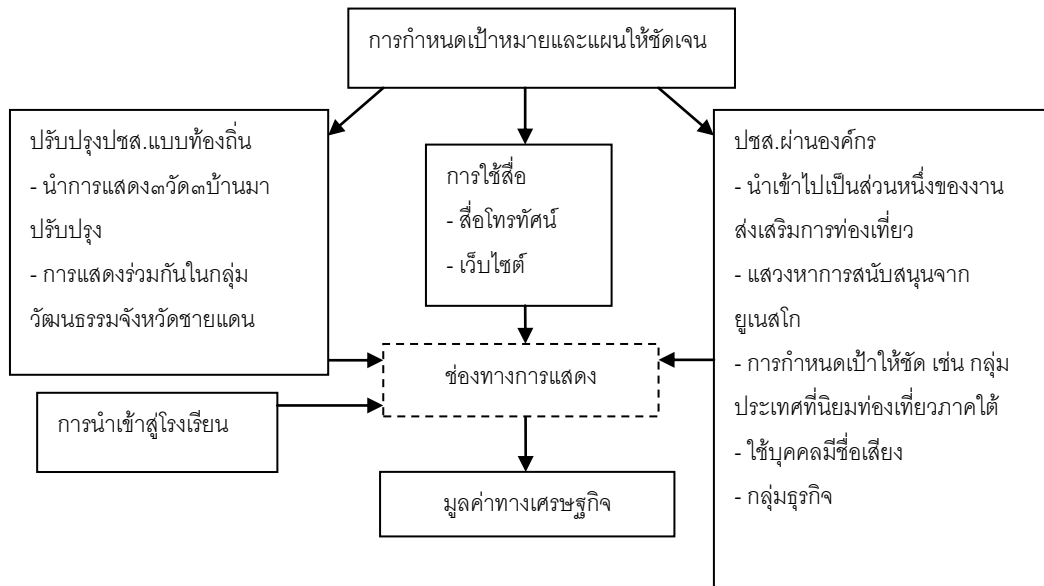 การกำหนดเป้าหมายและแผนให้ชัดเจน
ปรับปรุงปชส.แบบท้องถิ่น
- นำการแสดง๓วัด๓บ้านมา
ปรับปรุง
- การแสดงร่วมกันในกลุ่ม
วัฒนธรรมจังหวัดชายแดน
การใช้สื่อ
- สื่อโทรทัศน์
- เว็บไซต์
ปชส.ผ่านองค์กร
- นำเข้าไปเป็นส่วนหนึ่งของงาน
ส่งเสริมการท่องเที่ยว
- แสวงหาการสนับสนุนจาก
ยูเนสโก
- การกำหนดเป้าให้ชัด เช่น กลุ่ม
ประเทศที่นิยมท่องเที่ยวภาคใต้
- ใช้บุคคลมีชื่อเสียง
- กลุ่มธุรกิจ
ช่องทางการแสดง
การนำเข้าสู่โรงเรียน
มูลค่าทางเศรษฐกิจ